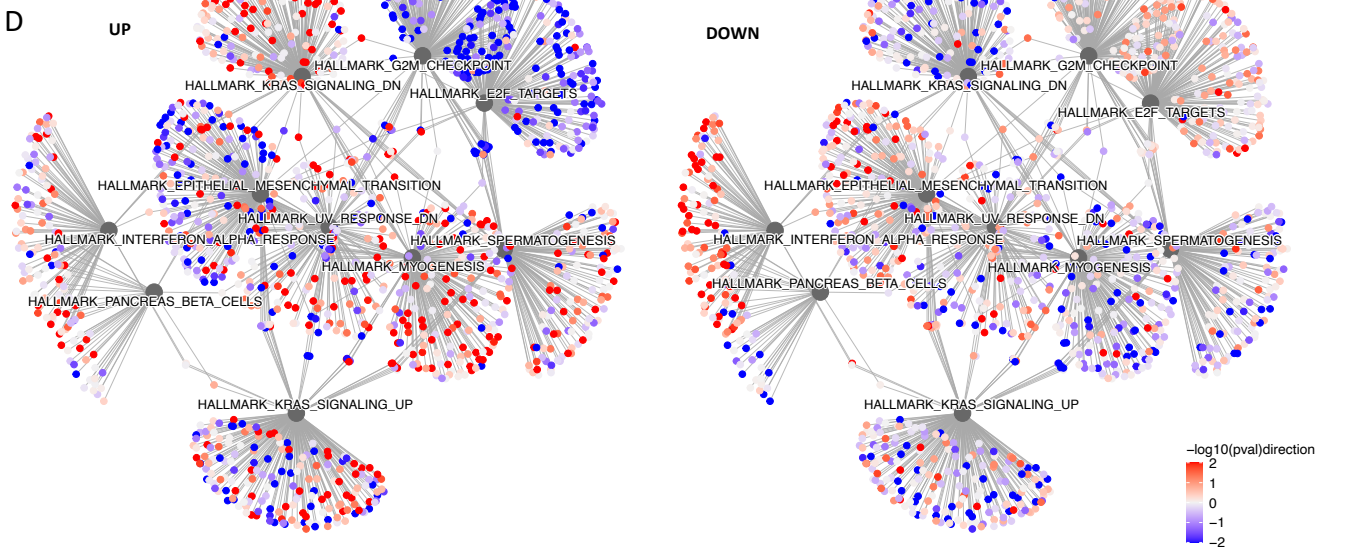 D
UP
HALLMARK_G2M_CHECKPOINT
HALLMARK_KRAS_SIGNALING_DN
HALLMARK_E2F_TARGETS
HALLMARK_EPITHELIAL_MESENCHYMAL_TRANSITION
HALLMARK_UV_RESPONSE_DN
HALLMARK_INTERFERON_ALPHA_RESPONSE
HALLMARK_SPERMATOGENESIS
HALLMARK_MYOGENESIS
HALLMARK_PANCREAS_BETA_CELLS
HALLMARK_KRAS_SIGNALING_UP
DOWN
HALLMARK_G2M_CHECKPOINT
HALLMARK_KRAS_SIGNALING_DN
HALLMARK_E2F_TARGETS
HALLMARK_EPITHELIAL_MESENCHYMAL_TRANSITION
HALLMARK_UV_RESPONSE_DN
HALLMARK_INTERFERON_ALPHA_RESPONSE
HALLMARK_SPERMATOGENESIS
HALLMARK_MYOGENESIS
HALLMARK_PANCREAS_BETA_CELLS
HALLMARK_KRAS_SIGNALING_UP
−log10(pval)direction
2
1
0
−1
−2